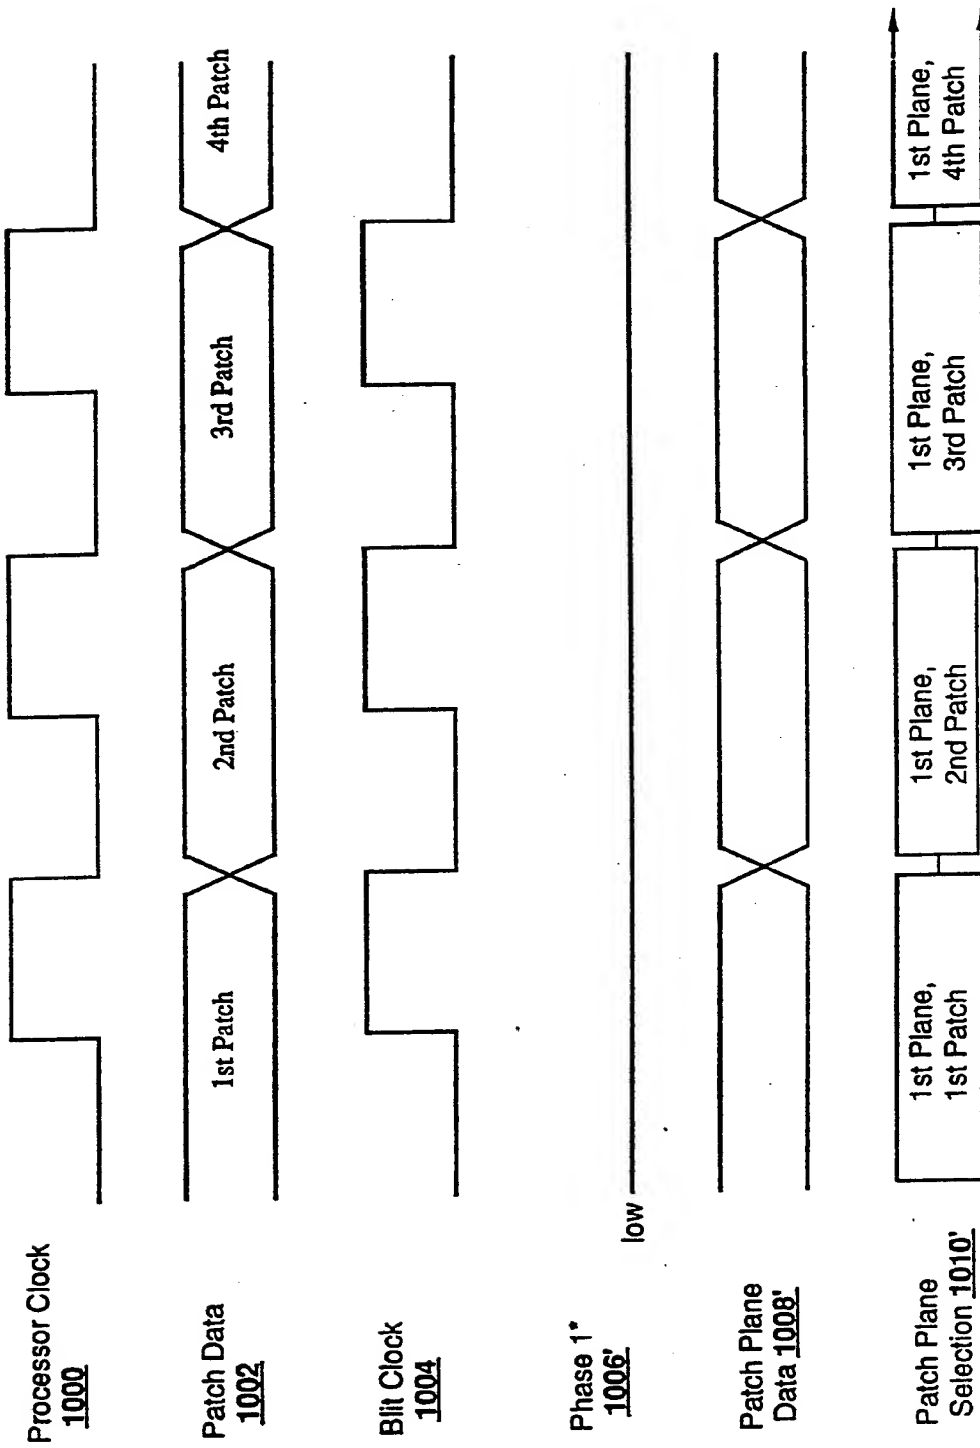 Processor Clock
1000
Patch Data
1002
1st Patch
2nd Patch
3rd Patch
4th Patch
Blit Clock
1004
Phase 1*
1006'
low
Patch Plane
Data 1008'
Patch Plane
Selection 1010'
1st Plane,
1st Patch
1st Plane,
2nd Patch
1st Plane,
3rd Patch
1st Plane,
4th Patch